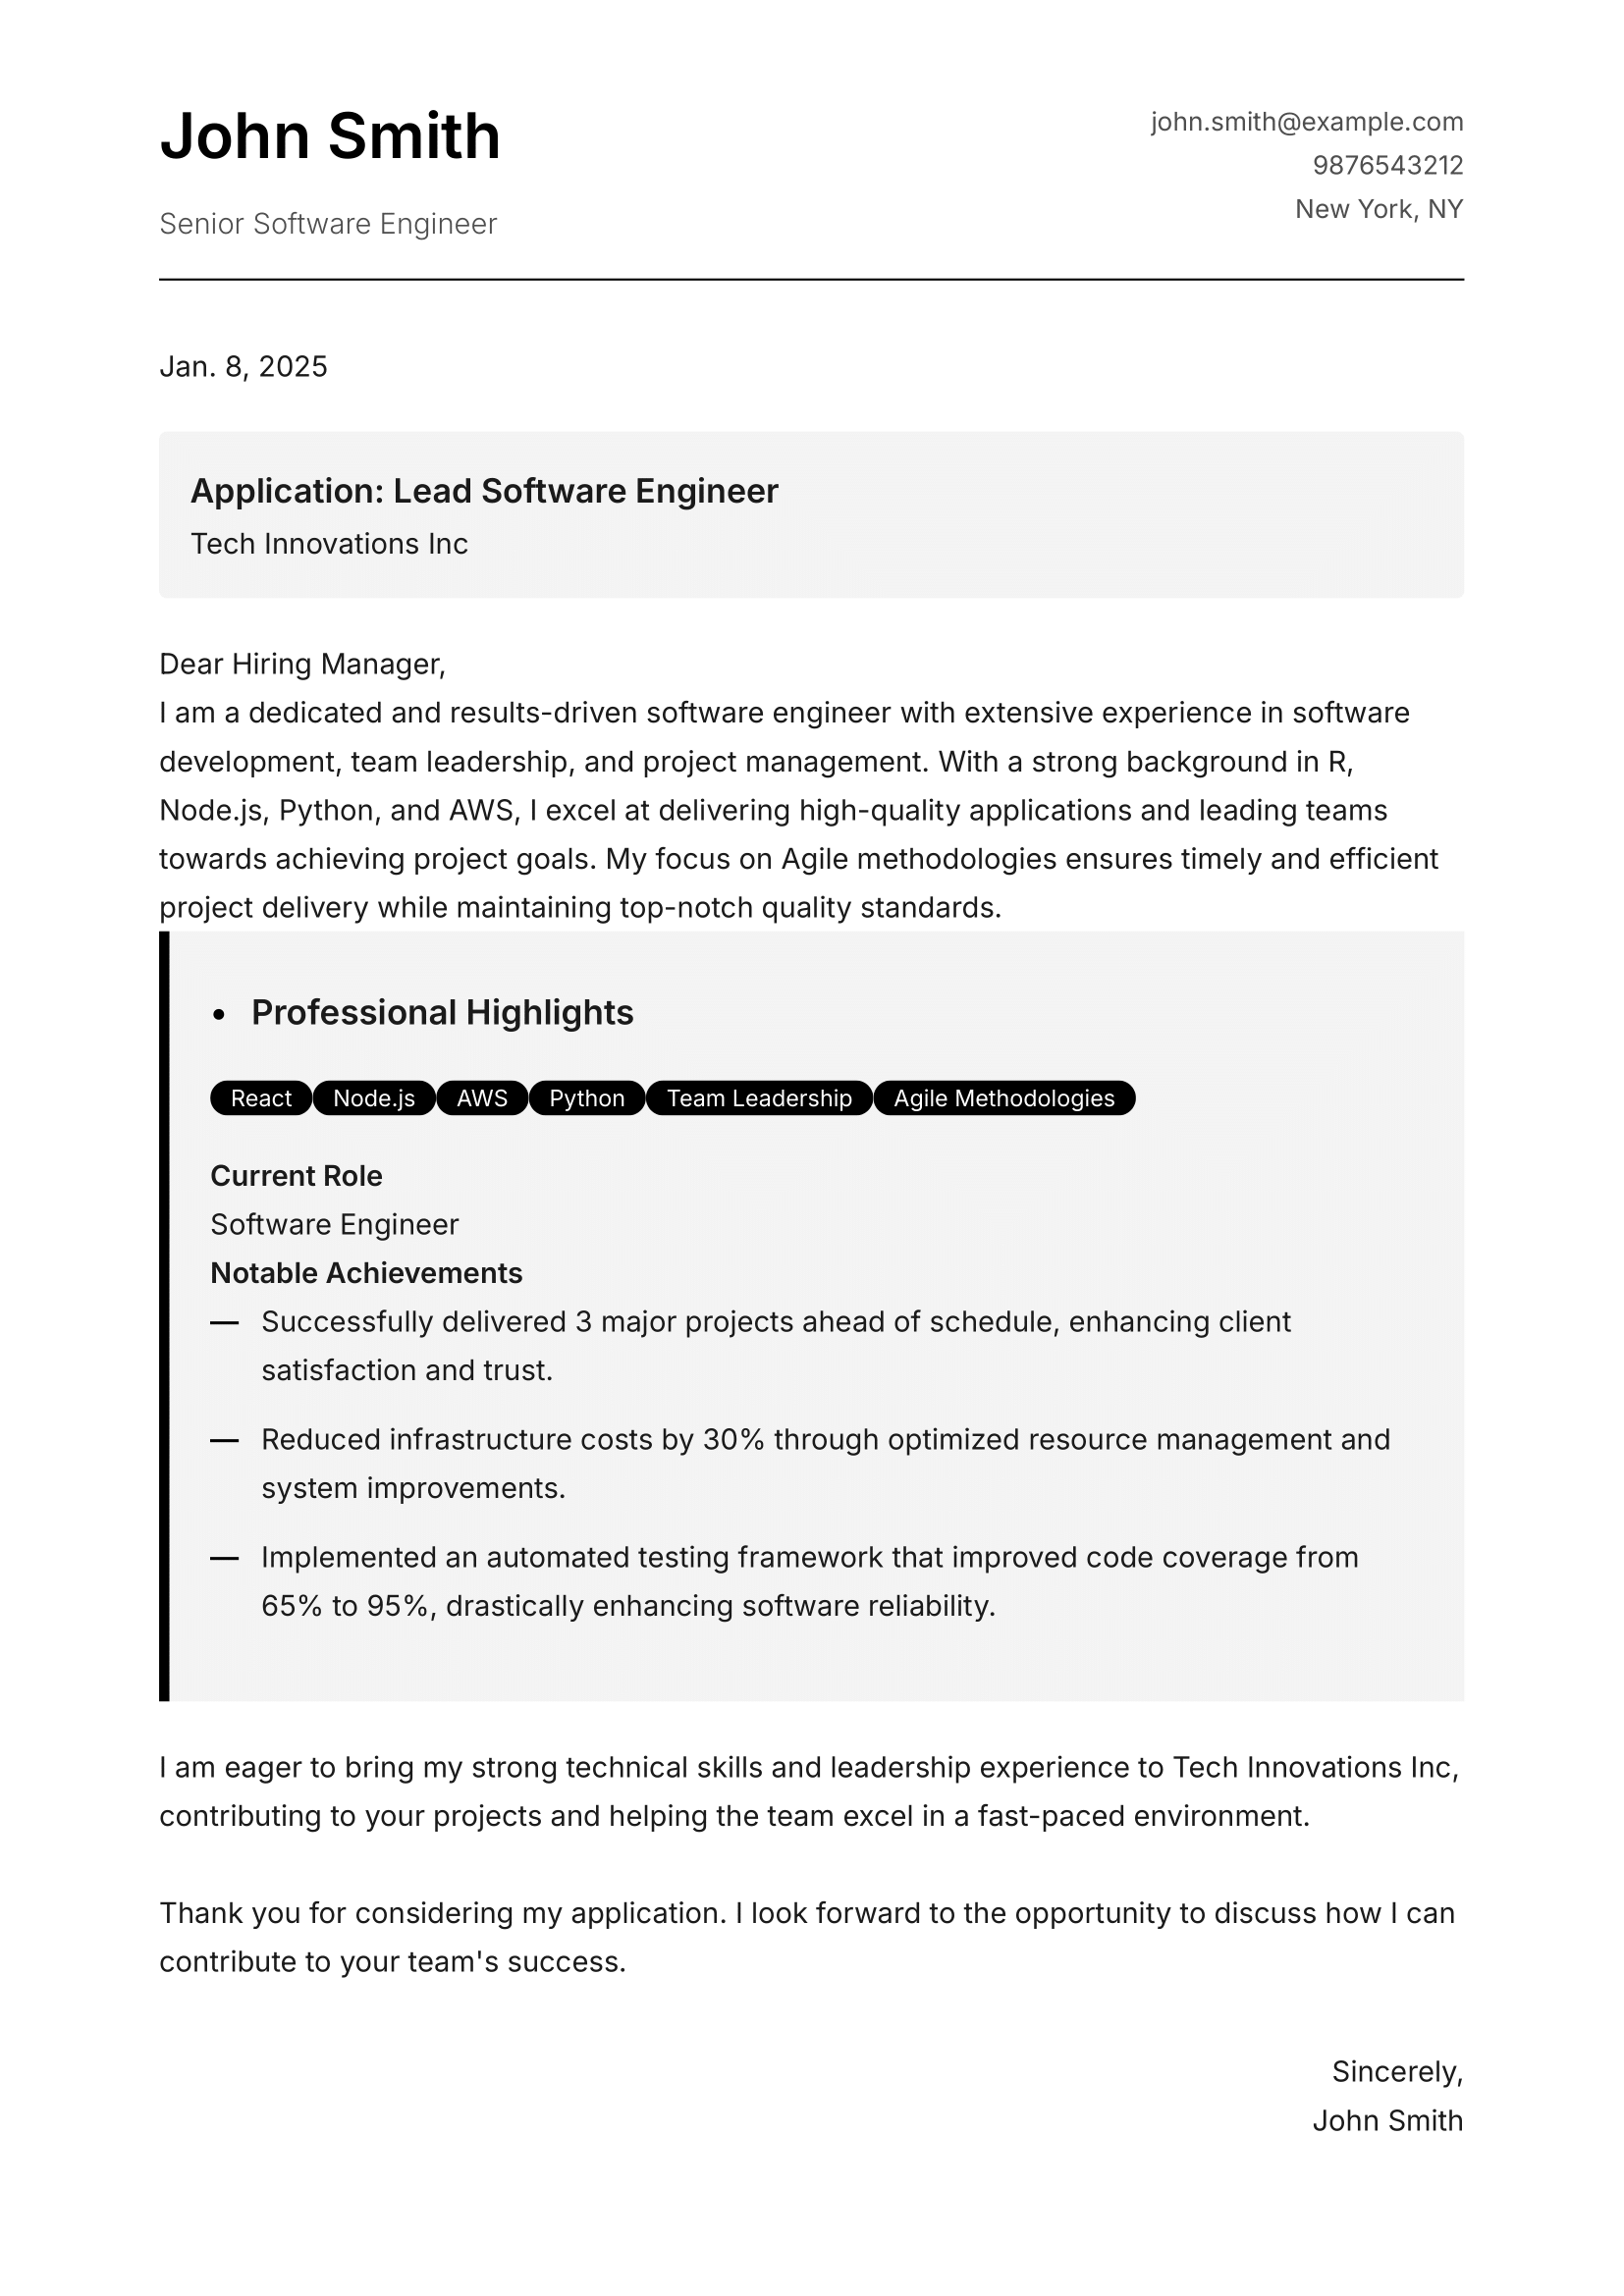 John Smith
Senior Software Engineer
john.smith@example.com
9876543212
New York, NY
Jan. 8, 2025
Application: Lead Software Engineer
Tech Innovations Inc
Dear Hiring Manager,
I am a dedicated and results-driven software engineer with extensive experience in software
development, team leadership, and project management. With a strong background in R,
Node.js, Python, and AWS, I excel at delivering high-quality applications and leading teams
towards achieving project goals. My focus on Agile methodologies ensures timely and efficient
project delivery while maintaining top-notch quality standards.
• Professional Highlights
React Node.js AWS Python Team Leadership Agile Methodologies
Current Role
Software Engineer
Notable Achievements
— Successfully delivered 3 major projects ahead of schedule, enhancing client
satisfaction and trust.
— Reduced infrastructure costs by 30% through optimized resource management and
system improvements.
— Implemented an automated testing framework that improved code coverage from
65% to 95%, drastically enhancing software reliability.
I am eager to bring my strong technical skills and leadership experience to Tech Innovations Inc,
contributing to your projects and helping the team excel in a fast-paced environment.
Thank you for considering my application. I look forward to the opportunity to discuss how I can
contribute to your team's success.
Sincerely,
John Smith